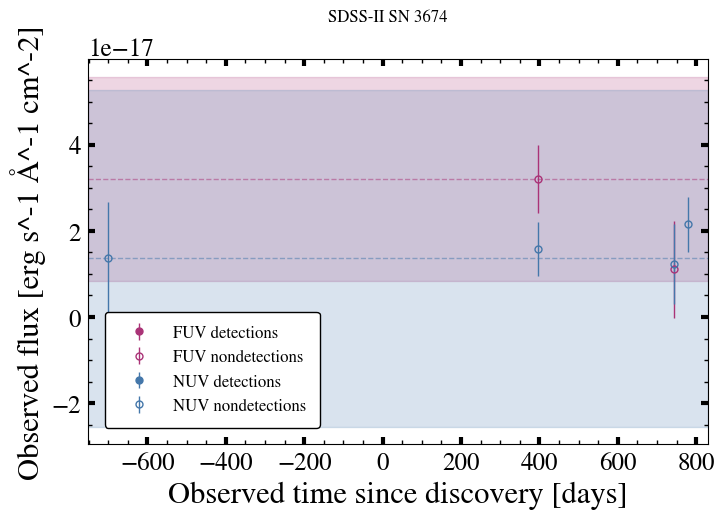 SDSS-II SN 3674
1e−17
Observed flux [erg s^-1 Å^-1 cm^-2]
4
2
0
−2
FUV detections
FUV nondetections
NUV detections
NUV nondetections
−600 −400 −200 0 200 400 600 800
Observed time since discovery [days]